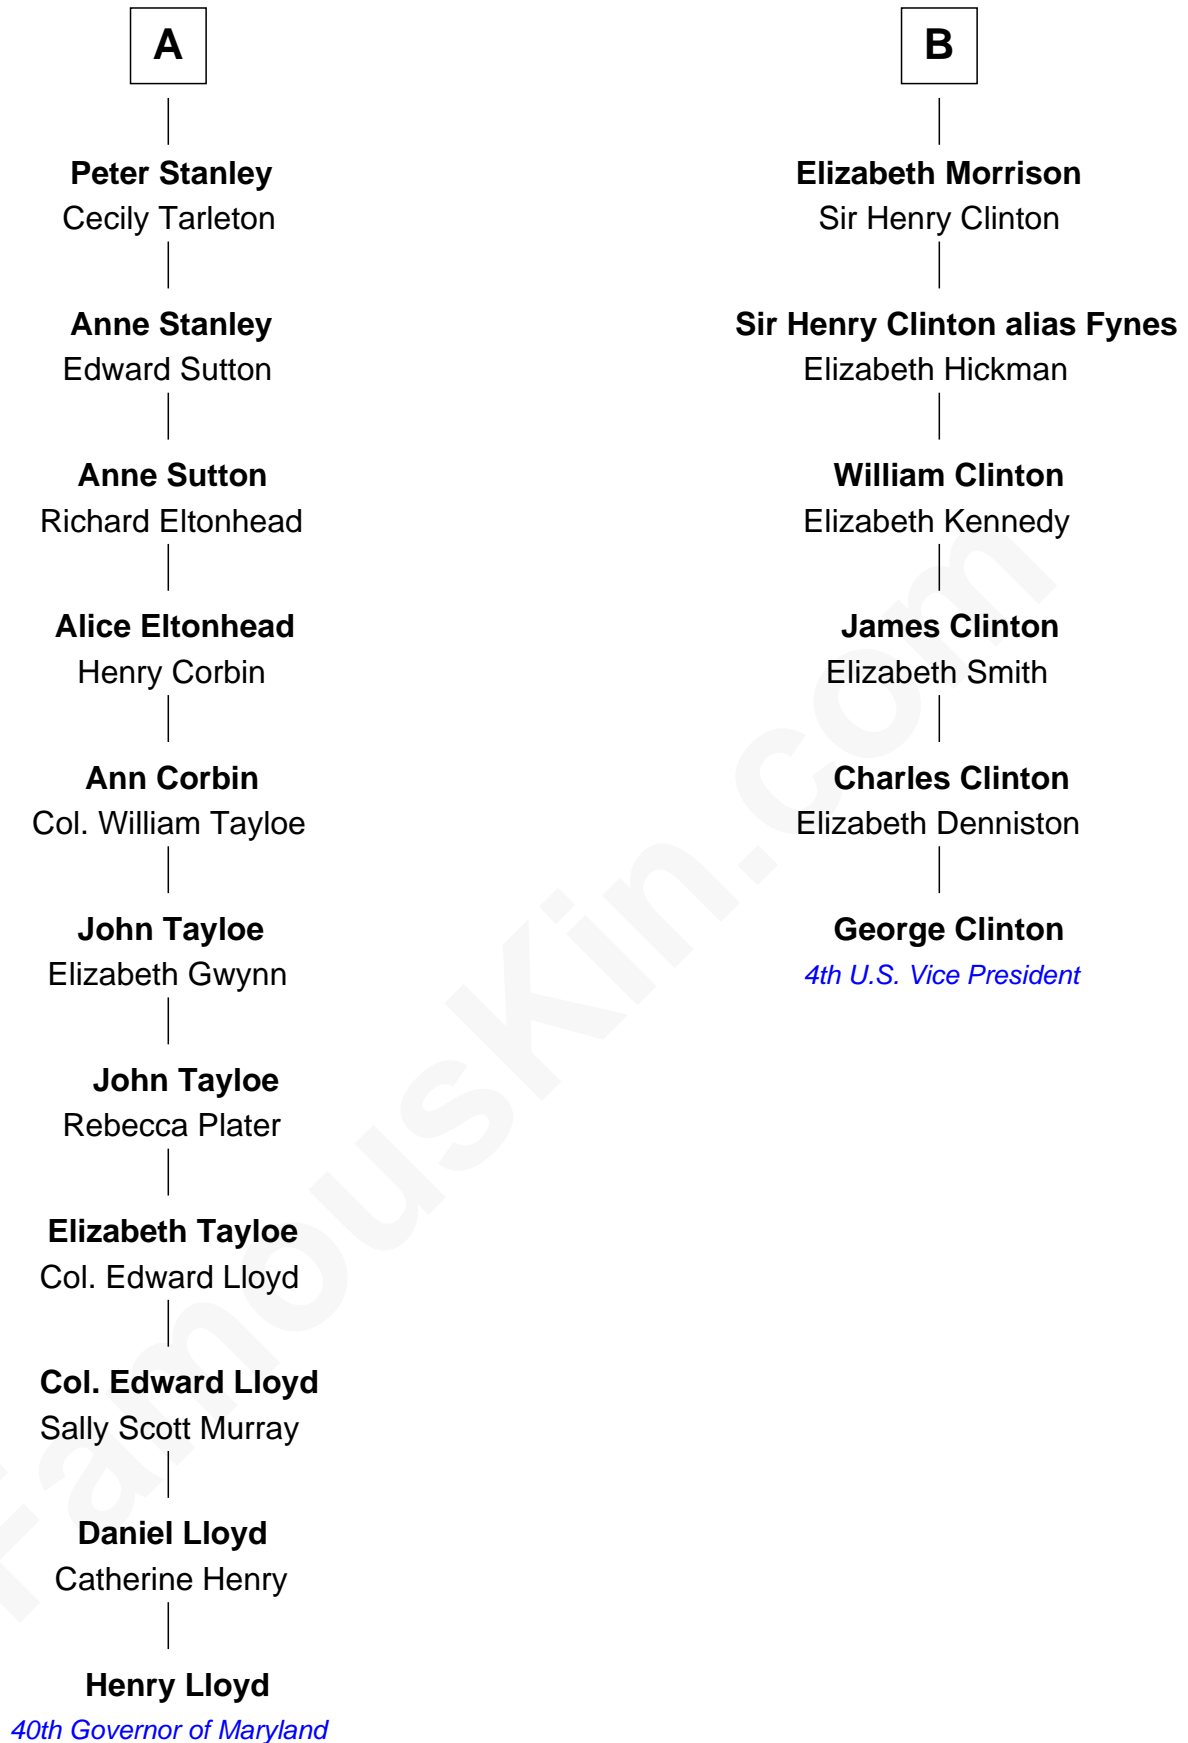 A
Peter Stanley
Cecily Tarleton
Anne Stanley
Edward Sutton
Anne Sutton
Richard Eltonhead
Alice Eltonhead
Henry Corbin
Ann Corbin
Col. William Tayloe
John Tayloe
Elizabeth Gwynn
John Tayloe
Rebecca Plater
Elizabeth Tayloe
Col. Edward Lloyd
Col. Edward Lloyd
Sally Scott Murray
Daniel Lloyd
Catherine Henry
Henry Lloyd
40th Governor of Maryland
B
Elizabeth Morrison
Sir Henry Clinton
Sir Henry Clinton alias Fynes
Elizabeth Hickman
William Clinton
Elizabeth Kennedy
James Clinton
Elizabeth Smith
Charles Clinton
Elizabeth Denniston
George Clinton
4th U.S. Vice President
FamousKin.com